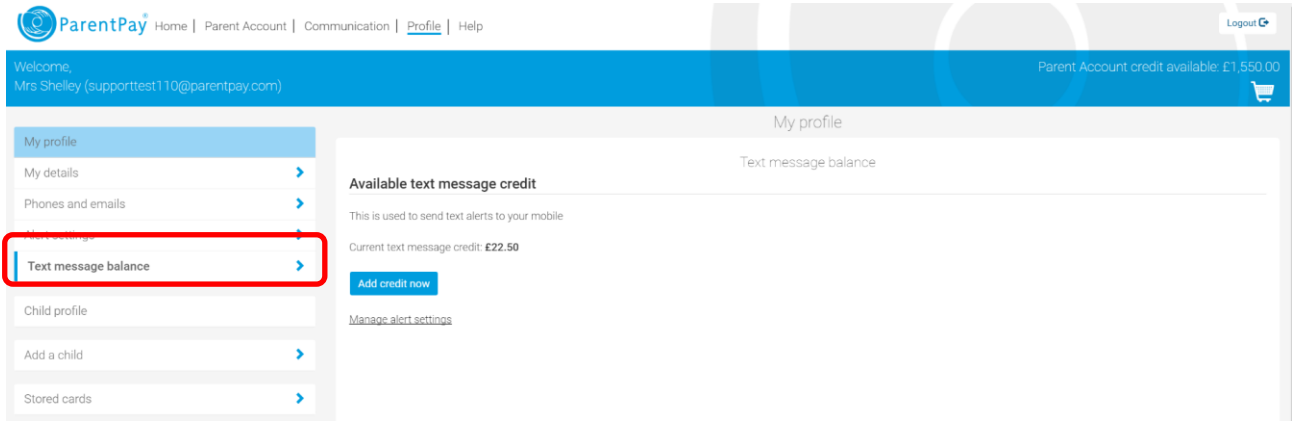 ParentPay® Home | Parent Account | Communication | Profile | Help
Logout
Welcome,
Mrs Shelley (supporttest110@parentpay.com)
Parent Account credit available: £1,550.00
My profile
My details
Phones and emails
Alert settings
Text message balance
Child profile
Add a child
Stored cards
My profile
Text message balance
Available text message credit
This is used to send text alerts to your mobile
Current text message credit: £22.50
Add credit now
Manage alert settings